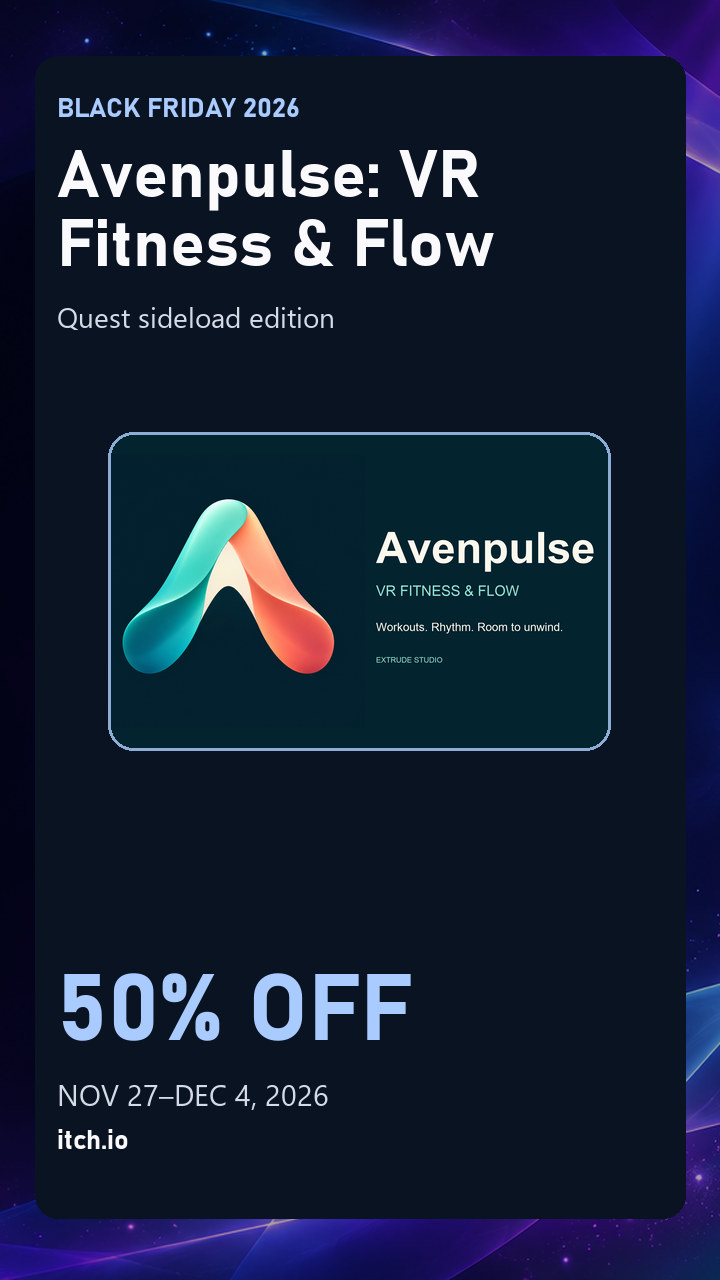 BLACK FRIDAY 2026
Avenpulse: VR
Fitness & Flow
Quest sideload edition
Avenpulse
VR FITNESS & FLOW
Workouts. Rhythm. Room to unwind.
EXTRUDE STUDIO
50% OFF
NOV 27–DEC 4, 2026
itch.io